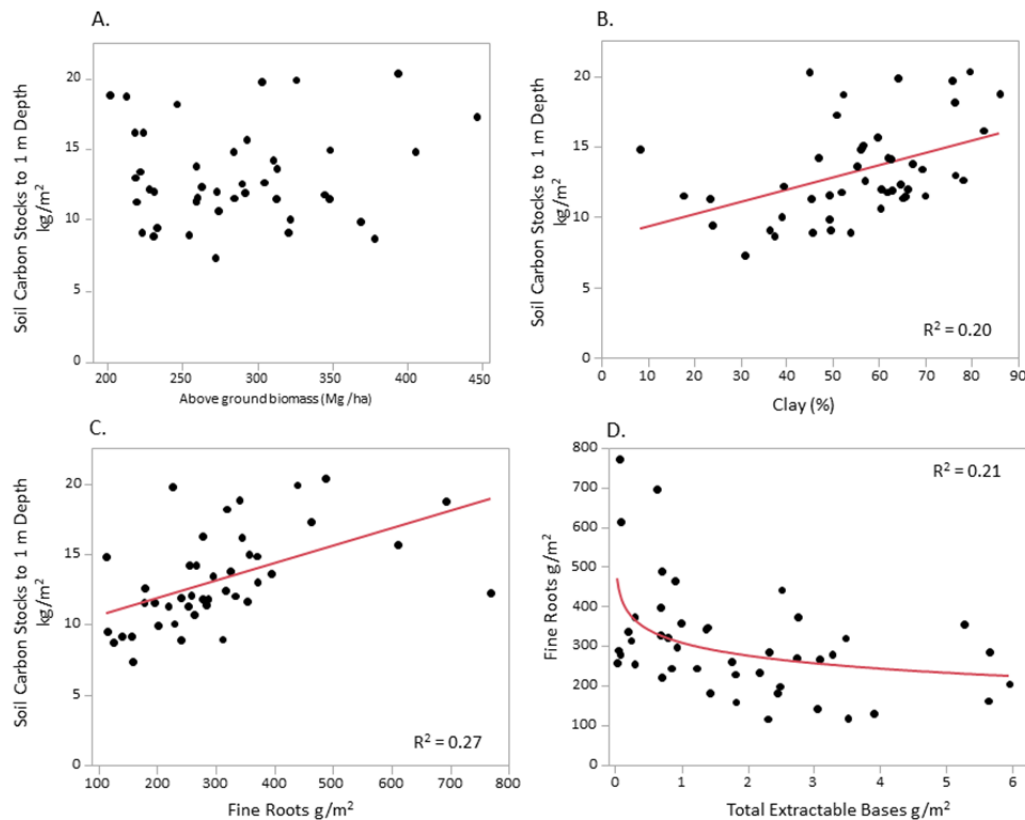 A.
Soil Carbon Stocks to 1 m Depth
kg/m²
20
15
10
5
0
200 250 300 350 400 450
Above ground biomass (Mg/ha)
B.
Soil Carbon Stocks to 1 m Depth
kg/m²
20
15
10
5
0
R² = 0.20
0 10 20 30 40 50 60 70 80 90
Clay (%)
C.
Soil Carbon Stocks to 1 m Depth
kg/m²
20
15
10
5
0
R² = 0.27
100 200 300 400 500 600 700 800
Fine Roots g/m²
D.
Fine Roots g/m²
800
700
600
500
400
300
200
100
0
R² = 0.21
0 1 2 3 4 5 6
Total Extractable Bases g/m²